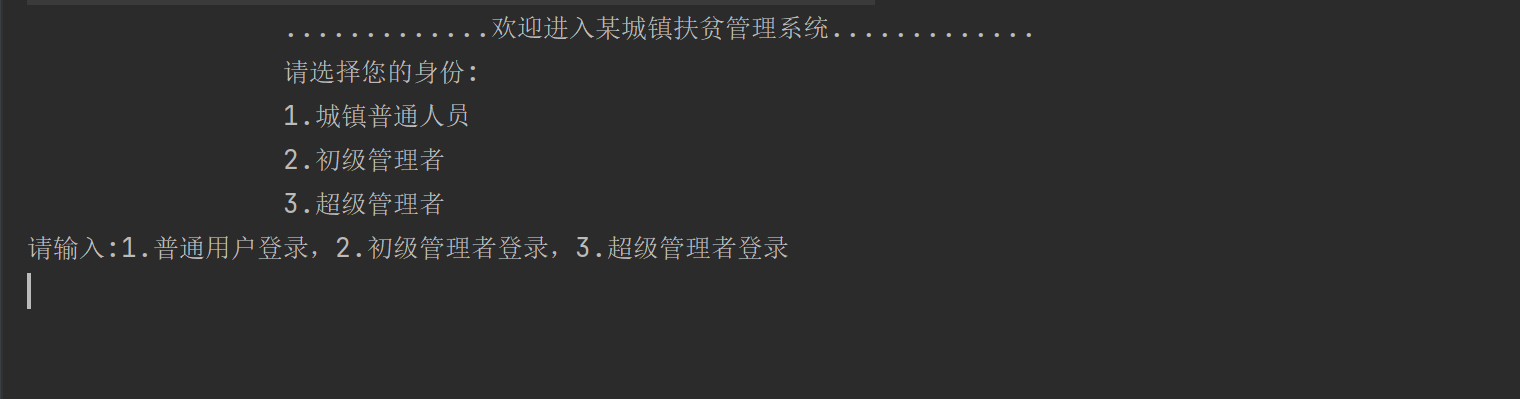 .............欢迎进入某城镇扶贫管理系统.............
请选择您的身份:
1.城镇普通人员
2.初级管理者
3.超级管理者
请输入:1.普通用户登录，2.初级管理者登录，3.超级管理者登录